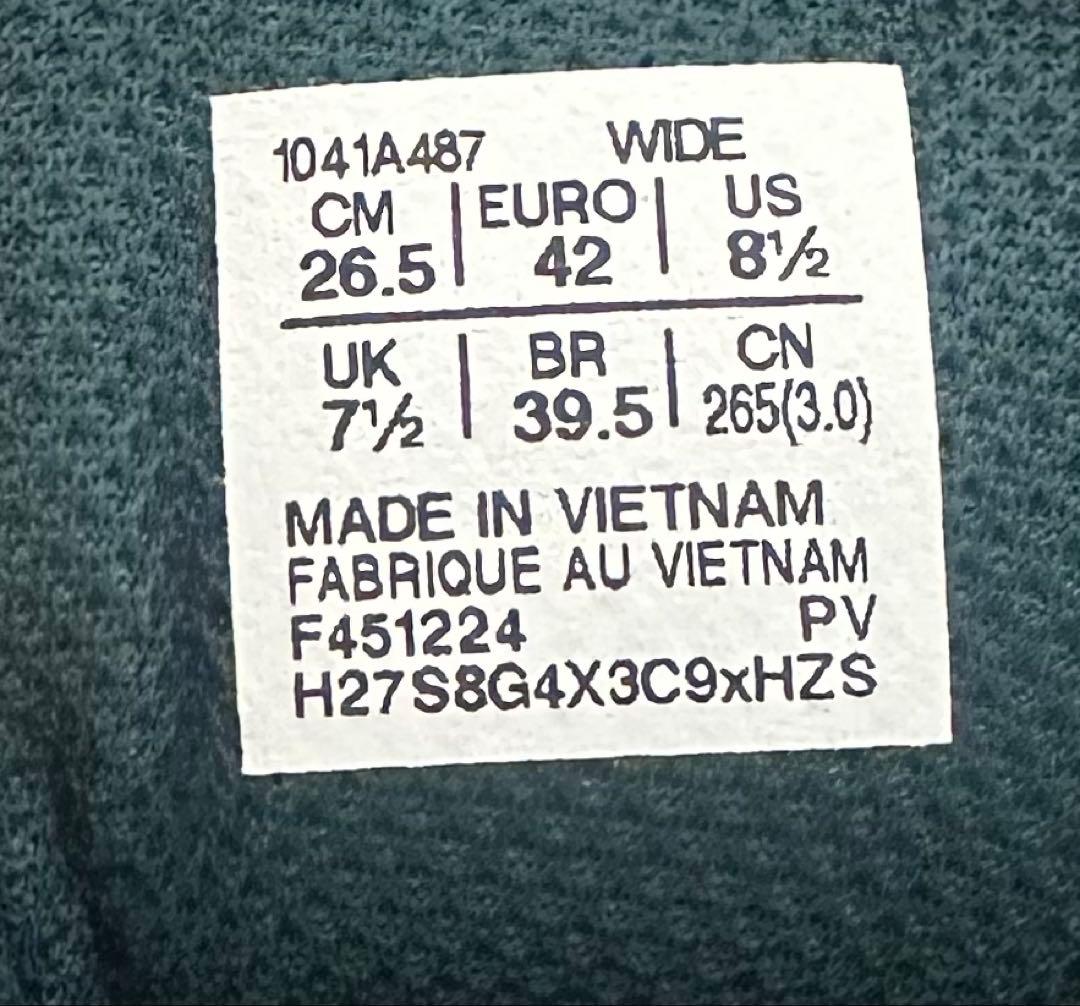 1041A487 WIDE
CM | EURO | US
26.5 | 42 | 8½
UK | BR | CN
7½ | 39.5 | 265(3.0)
MADE IN VIETNAM
FABRIQUE AU VIETNAM
F451224 PV
H27S8G4X3C9xHZS